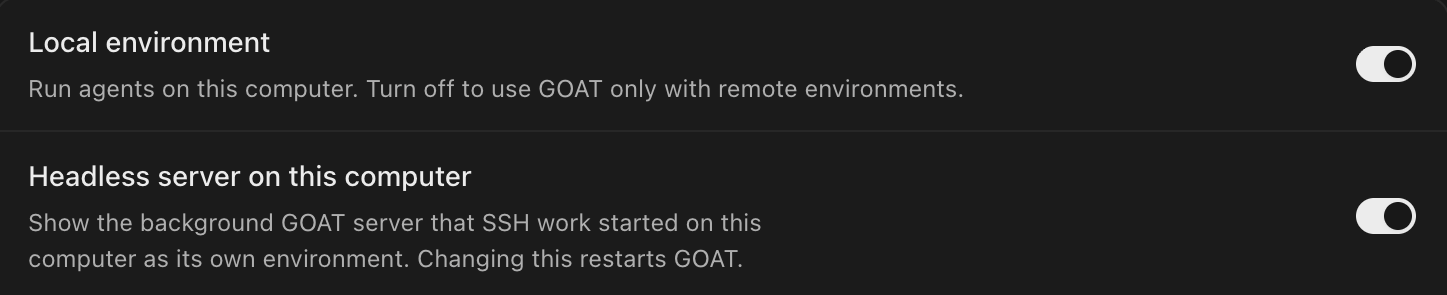 Local environment
Run agents on this computer. Turn off to use GOAT only with remote environments.
Headless server on this computer
Show the background GOAT server that SSH work started on this
computer as its own environment. Changing this restarts GOAT.